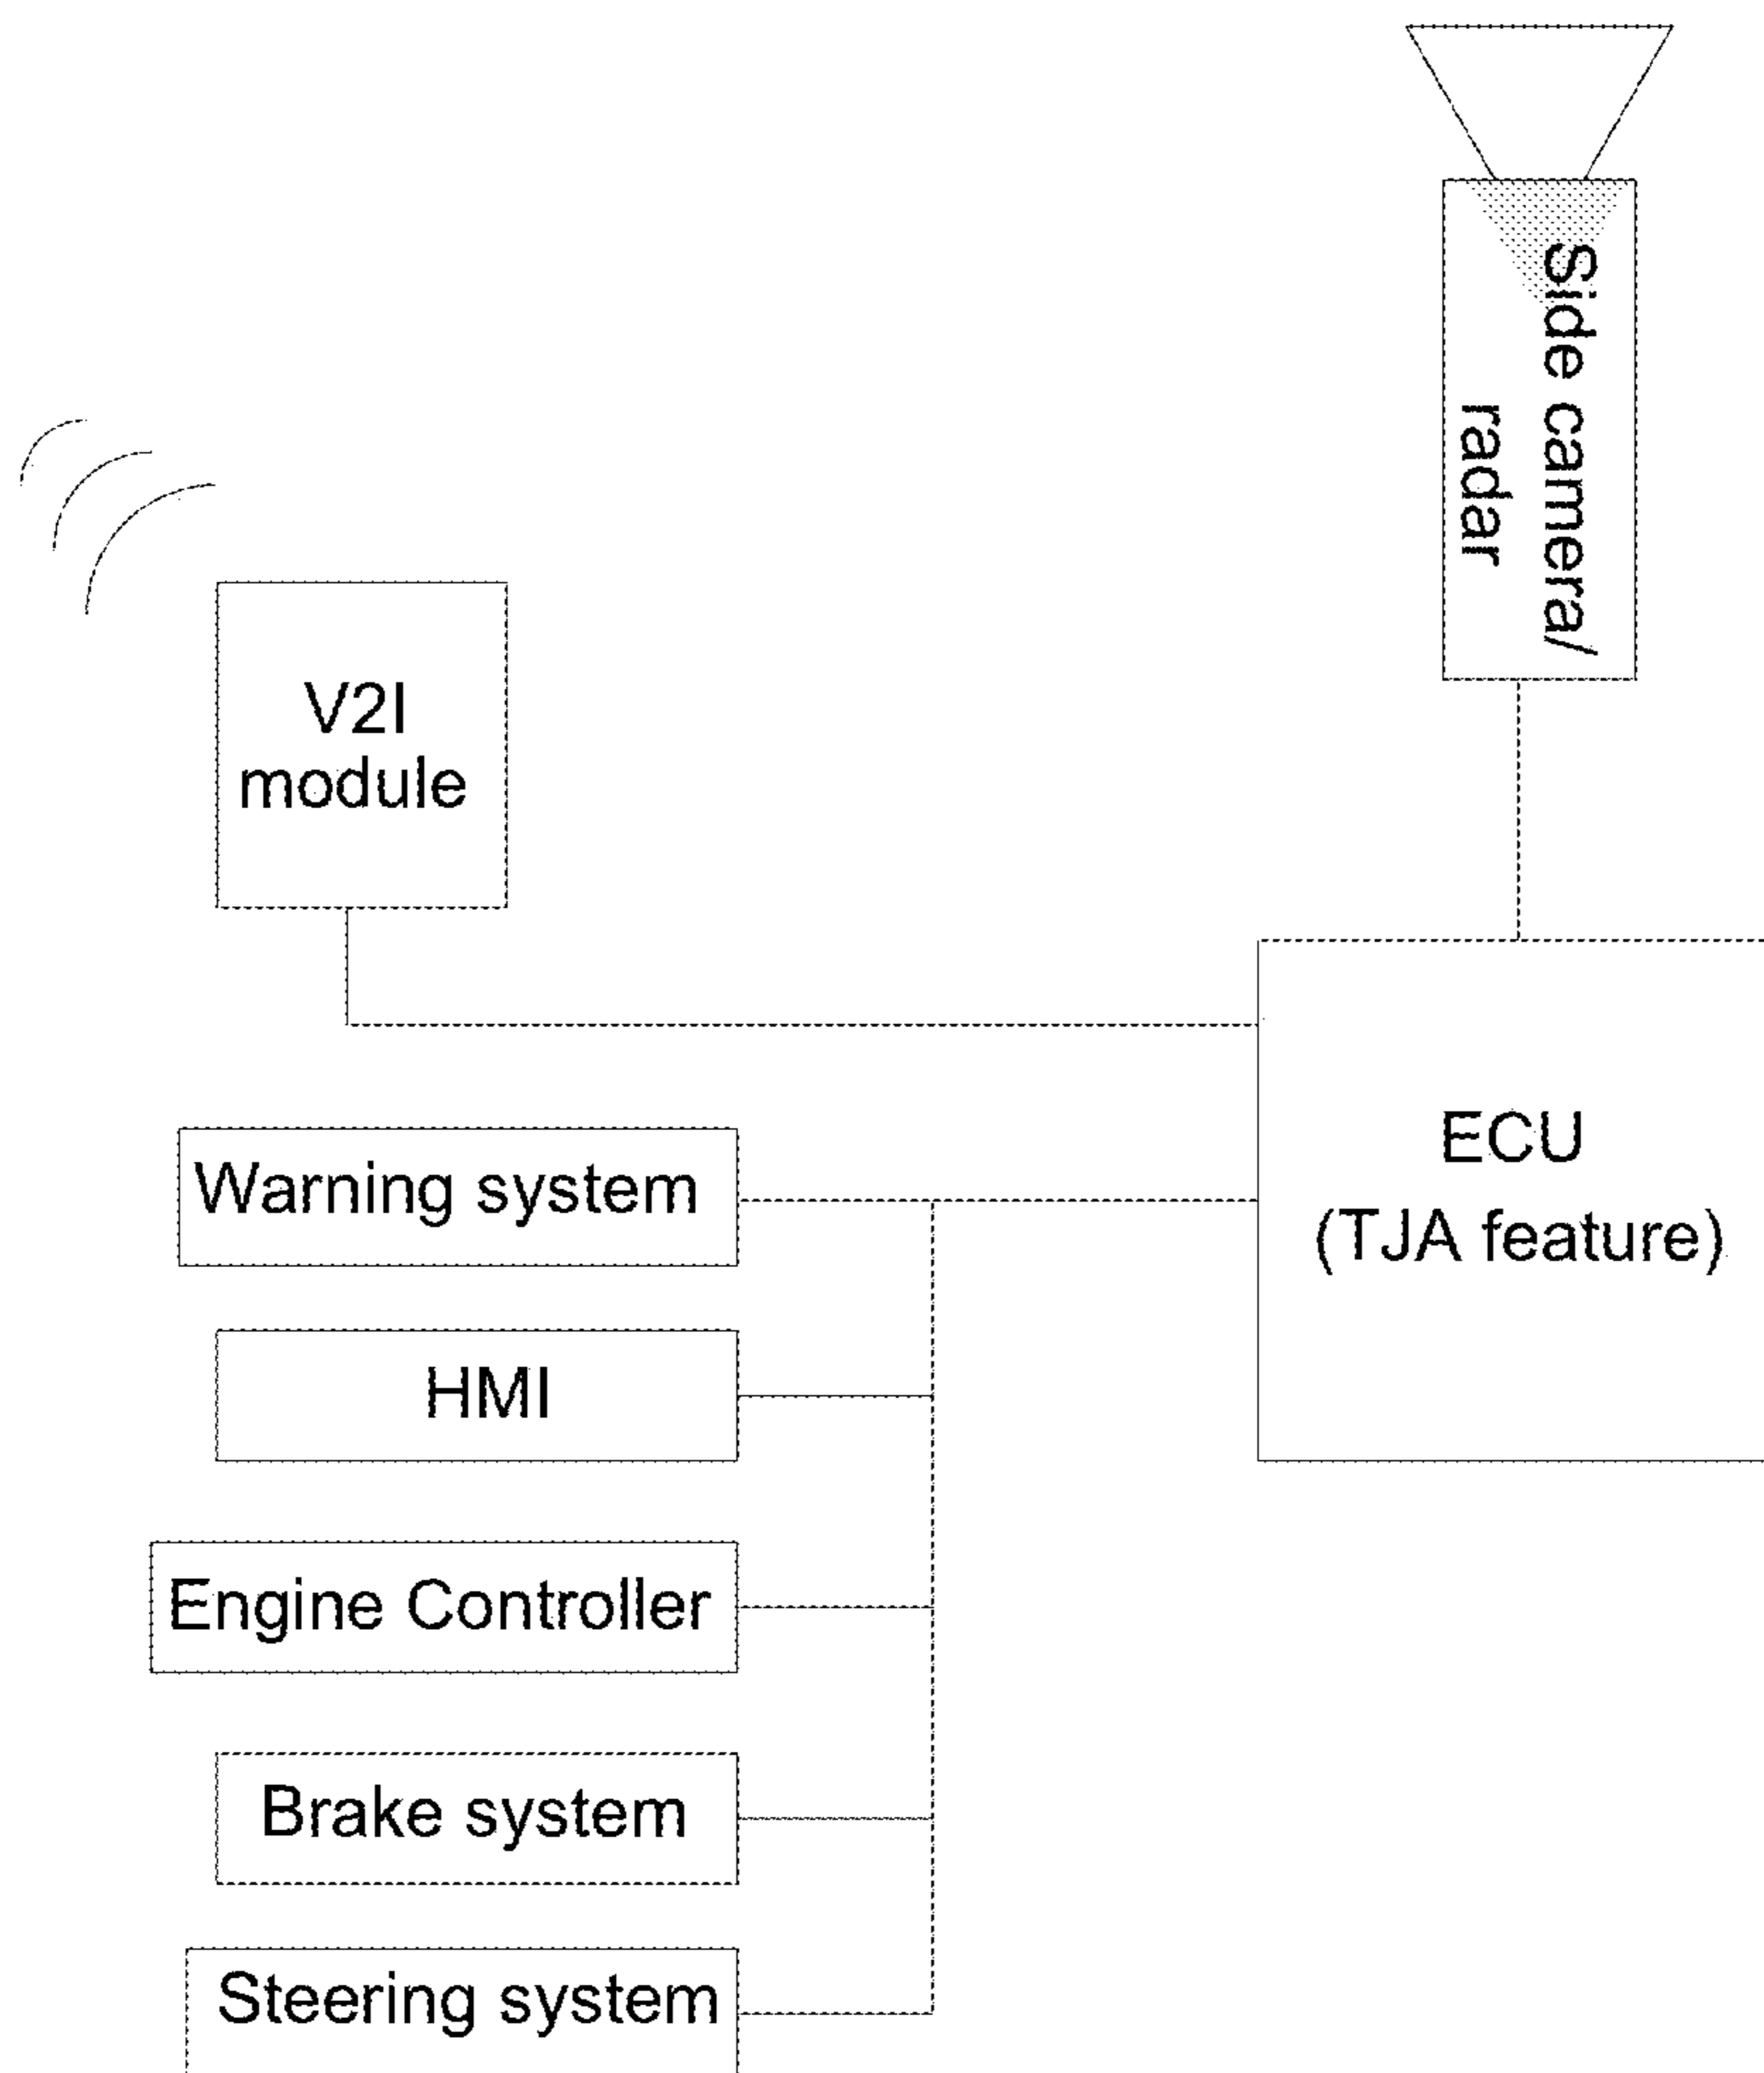 Side camera/
radar
V2I
module
ECU
(TJA feature)
Warning system
HMI
Engine Controller
Brake system
Steering system